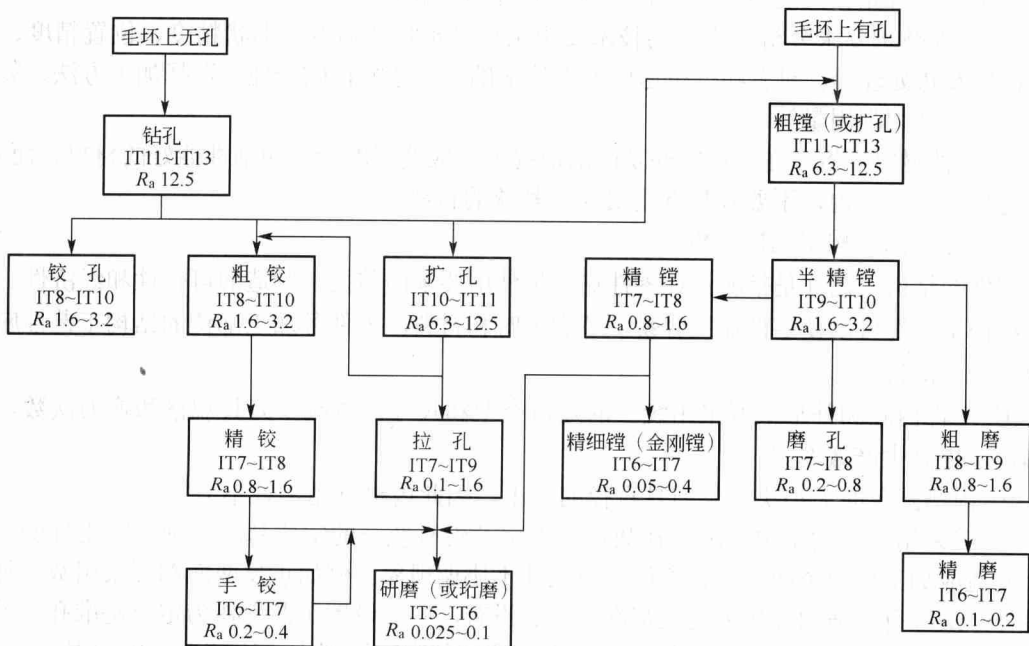 毛坯上无孔
毛坯上有孔
钻孔
IT11~IT13
Ra 12.5
粗镗（或扩孔）
IT11~IT13
Ra 6.3~12.5
铰孔
IT8~IT10
Ra 1.6~3.2
粗铰
IT8~IT10
Ra 1.6~3.2
扩孔
IT10~IT11
Ra 6.3~12.5
精镗
IT7~IT8
Ra 0.8~1.6
半精镗
IT9~IT10
Ra 1.6~3.2
精铰
IT7~IT8
Ra 0.8~1.6
拉孔
IT7~IT9
Ra 0.1~1.6
精细镗（金刚镗）
IT6~IT7
Ra 0.05~0.4
磨孔
IT7~IT8
Ra 0.2~0.8
粗磨
IT8~IT9
Ra 0.8~1.6
手铰
IT6~IT7
Ra 0.2~0.4
研磨（或珩磨）
IT5~IT6
Ra 0.025~0.1
精磨
IT6~IT7
Ra 0.1~0.2